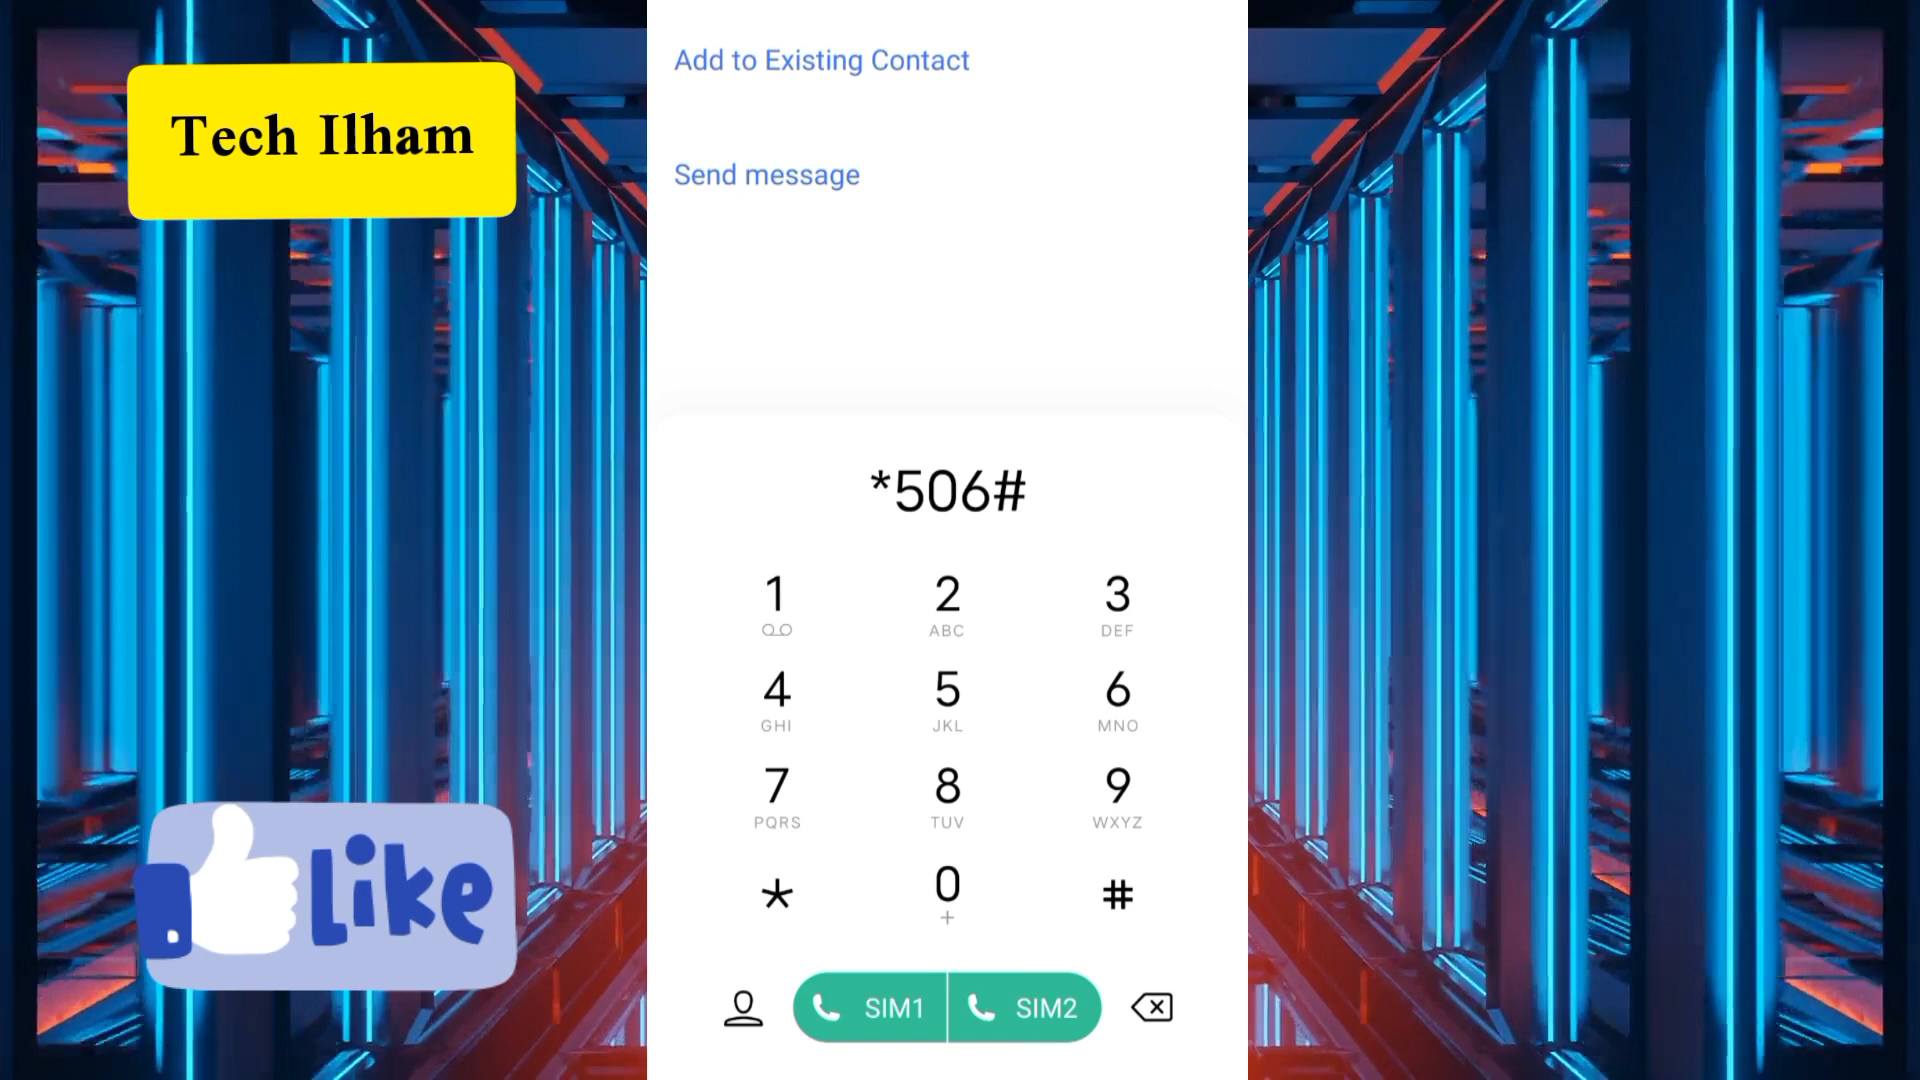 Tech Ilham
Like
Add to Existing Contact
Send message
*506#
1 2 3
ABC DEF
4 5 6
GHI JKL MNO
7 8 9
PQRS TUV WXYZ
* 0 #
+
SIM1 SIM2